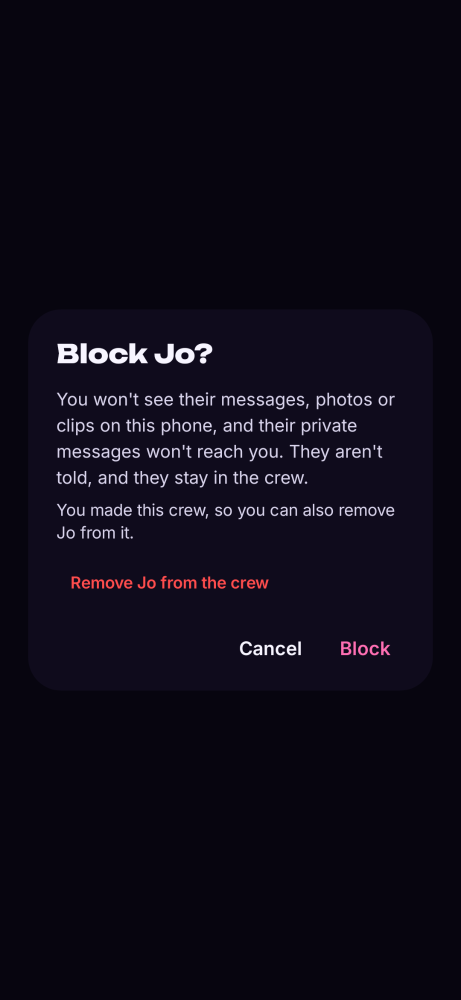 Block Jo?
You won't see their messages, photos or
clips on this phone, and their private
messages won't reach you. They aren't
told, and they stay in the crew.
You made this crew, so you can also remove
Jo from it.
Remove Jo from the crew
Cancel Block